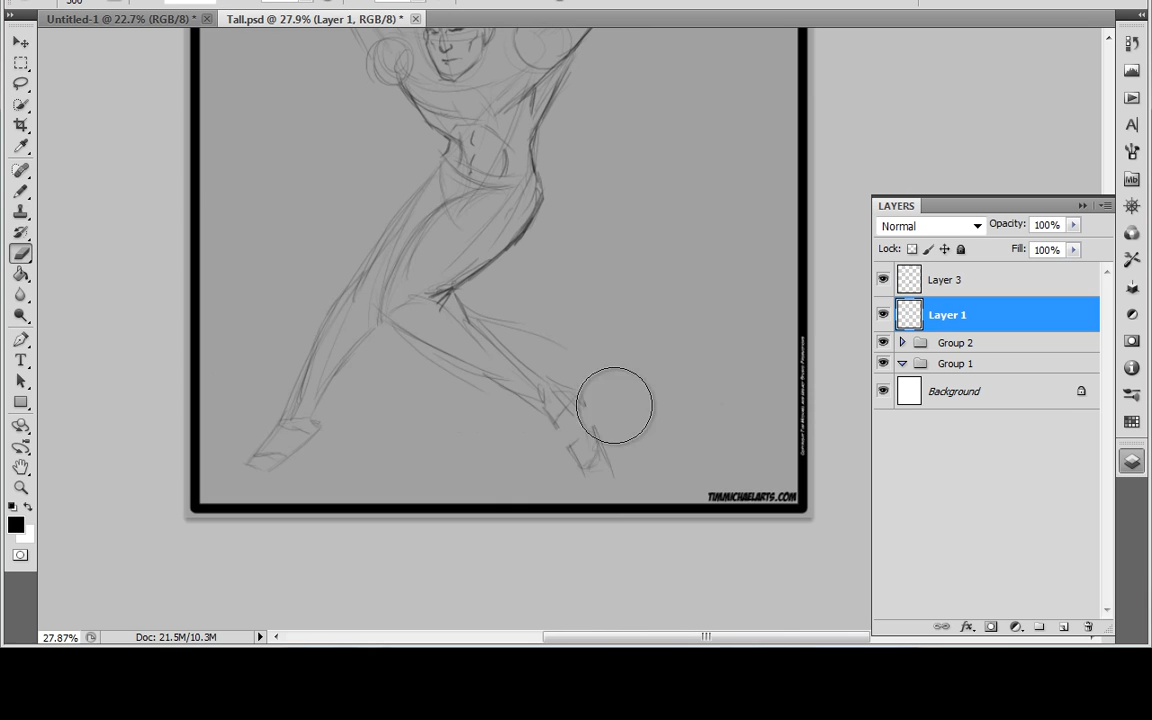 Untitled-1 @ 22.7% (RGB/8) *
Tall.psd @ 27.9% (Layer 1, RGB/8) *
LAYERS
Normal
Opacity: 100%
Lock:
Fill: 100%
Layer 3
Layer 1
Group 2
Group 1
Background
TIMMICHAELARTS.COM
27.87%
Doc: 21.5M/10.3M